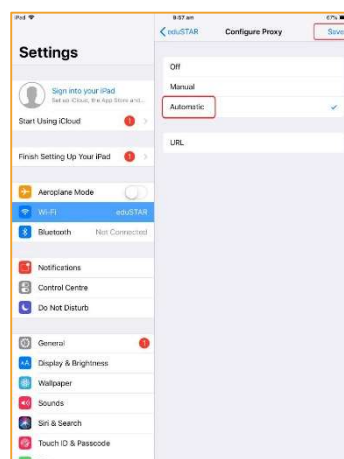 iPad
9:57 am
67%
Settings
eduSTAR
Configure Proxy
Save
Sign into your iPad
Set up iCloud, the App Store and...
Start Using iCloud
1
Finish Setting Up Your iPad
1
Aeroplane Mode
Wi-Fi
eduSTAR
Bluetooth
Not Connected
Notifications
Control Centre
Do Not Disturb
General
1
Display & Brightness
AA
Wallpaper
Sounds
Siri & Search
Touch ID & Passcode
Off
Manual
Automatic
URL